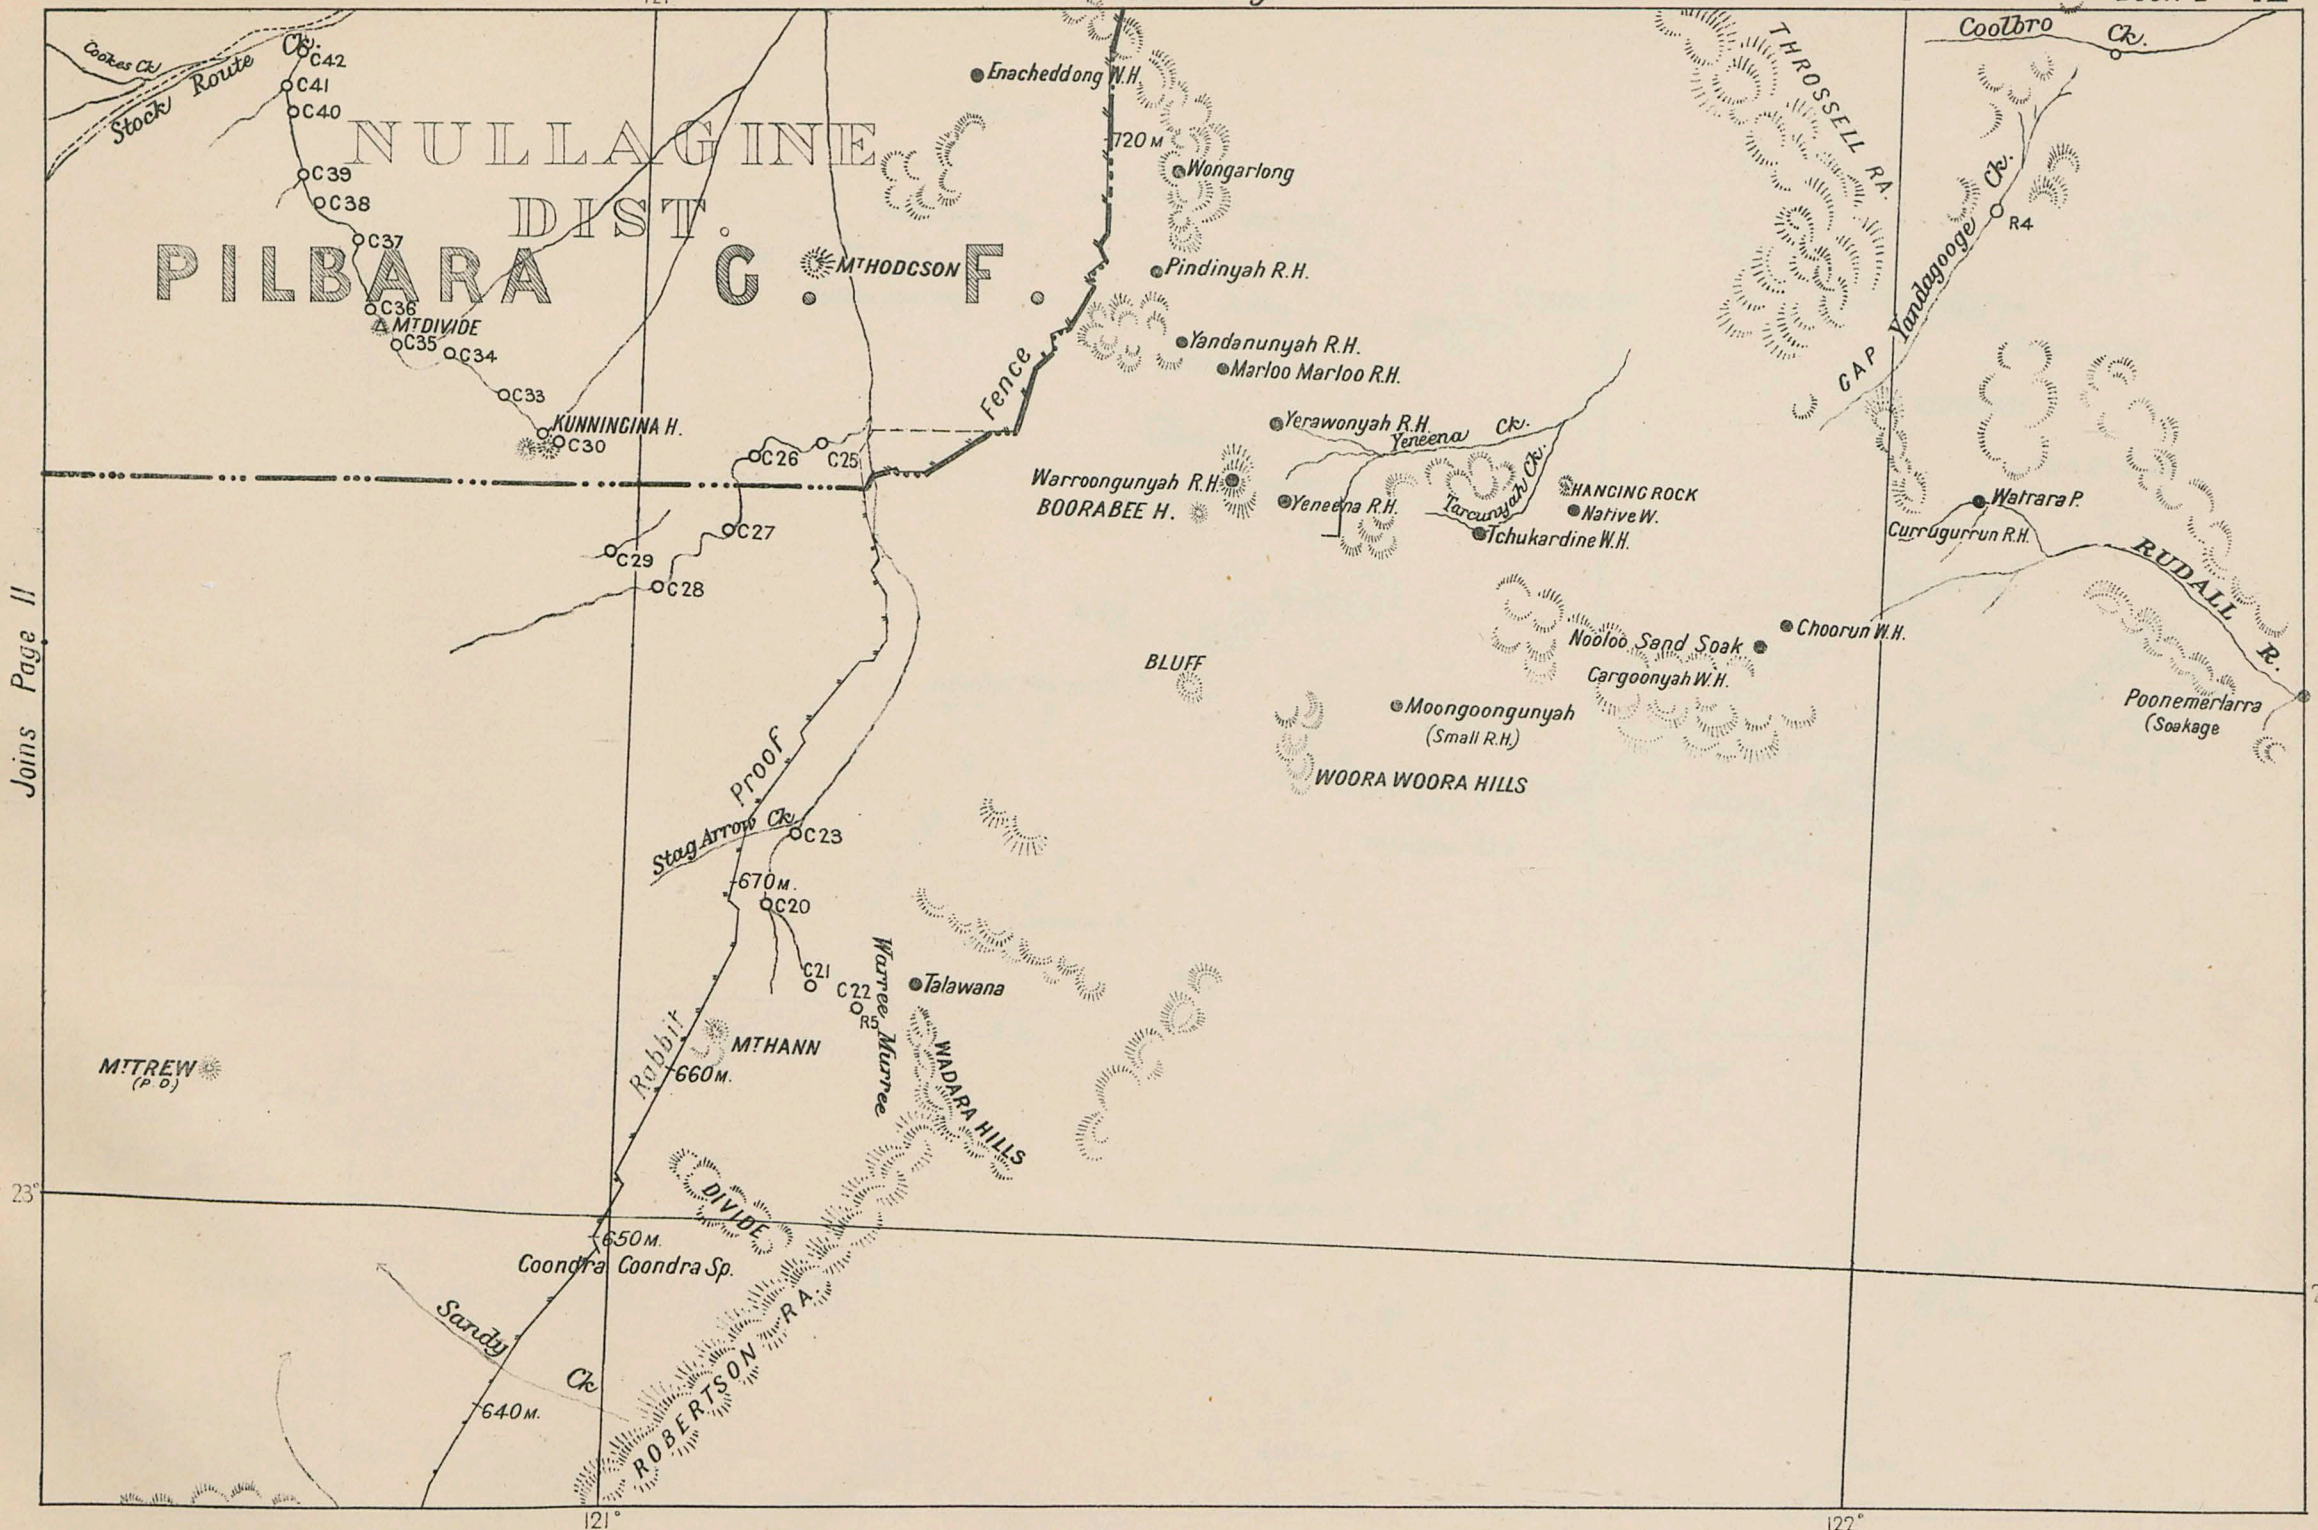 Coolbro Ck.
Cookes Ck
Stock Route
Ck.
C42
C41
C40
C39
C38
C37
C36
MT DIVIDE
C35
C34
C33
KUNNINGINA H.
C30
NULLAGINE
DIST.
PILBARA G. F.
MT HODGSON
Enacheddong W.H.
720 M
Wongarlong
Pindinyah R.H.
Yandanunyah R.H.
Marloo Marloo R.H.
Fence
Yerawonyah R.H.
Yeneena Ck.
Warroongunyah R.H.
BOORABEE H.
Yeneena R.H.
Tarcunyah Ck.
HANGING ROCK
Native W.
Tchukardine W.H.
THROSSELL RA.
Yandagooge Ck.
R4
GAP
Watrara P.
Currugurrun R.H.
RUDALL R.
Choorun W.H.
Nooloo Sand Soak
Cargoonyah W.H.
Poonemerlarra
(Soakage
C26
C25
C27
C29
C28
BLUFF
Moongoongunyah
(Small R.H.)
WOORA WOORA HILLS
Joins Page 11
Proof
Stag Arrow Ck
C23
670 M.
C20
C21
C22
R5
Warree Murree
Talawana
Rabbit
MT HANN
660 M.
WADARA HILLS
MT TREW
(P.D.)
23°
DIVIDE
650 M.
Coondra Coondra Sp.
Sandy Ck
640 M.
ROBERTSON RA.
121°
122°